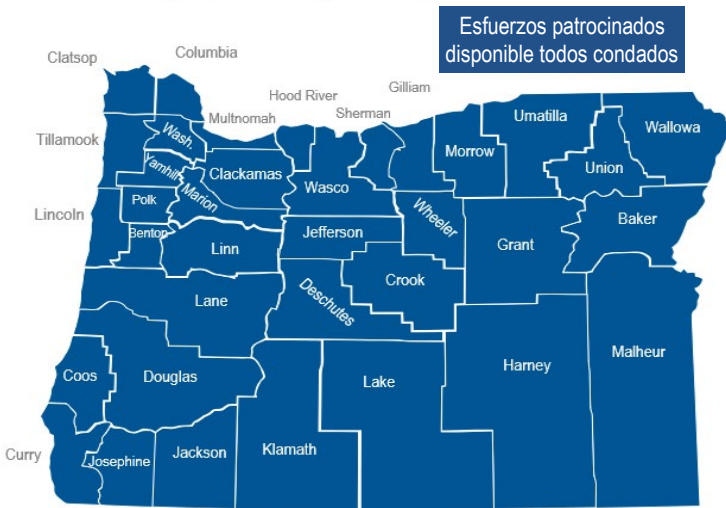 Esfuerzos patrocinados
disponible todos condados
Clatsop
Columbia
Tillamook
Wash.
Multnomah
Hood River
Sherman
Gilliam
Umatilla
Wallowa
Morrow
Union
Yamhill
Clackamas
Wasco
Lincoln
Polk
Marion
Wheeler
Baker
Benton
Linn
Jefferson
Grant
Lane
Deschutes
Crook
Coos
Douglas
Lake
Harney
Malheur
Curry
Josephine
Jackson
Klamath